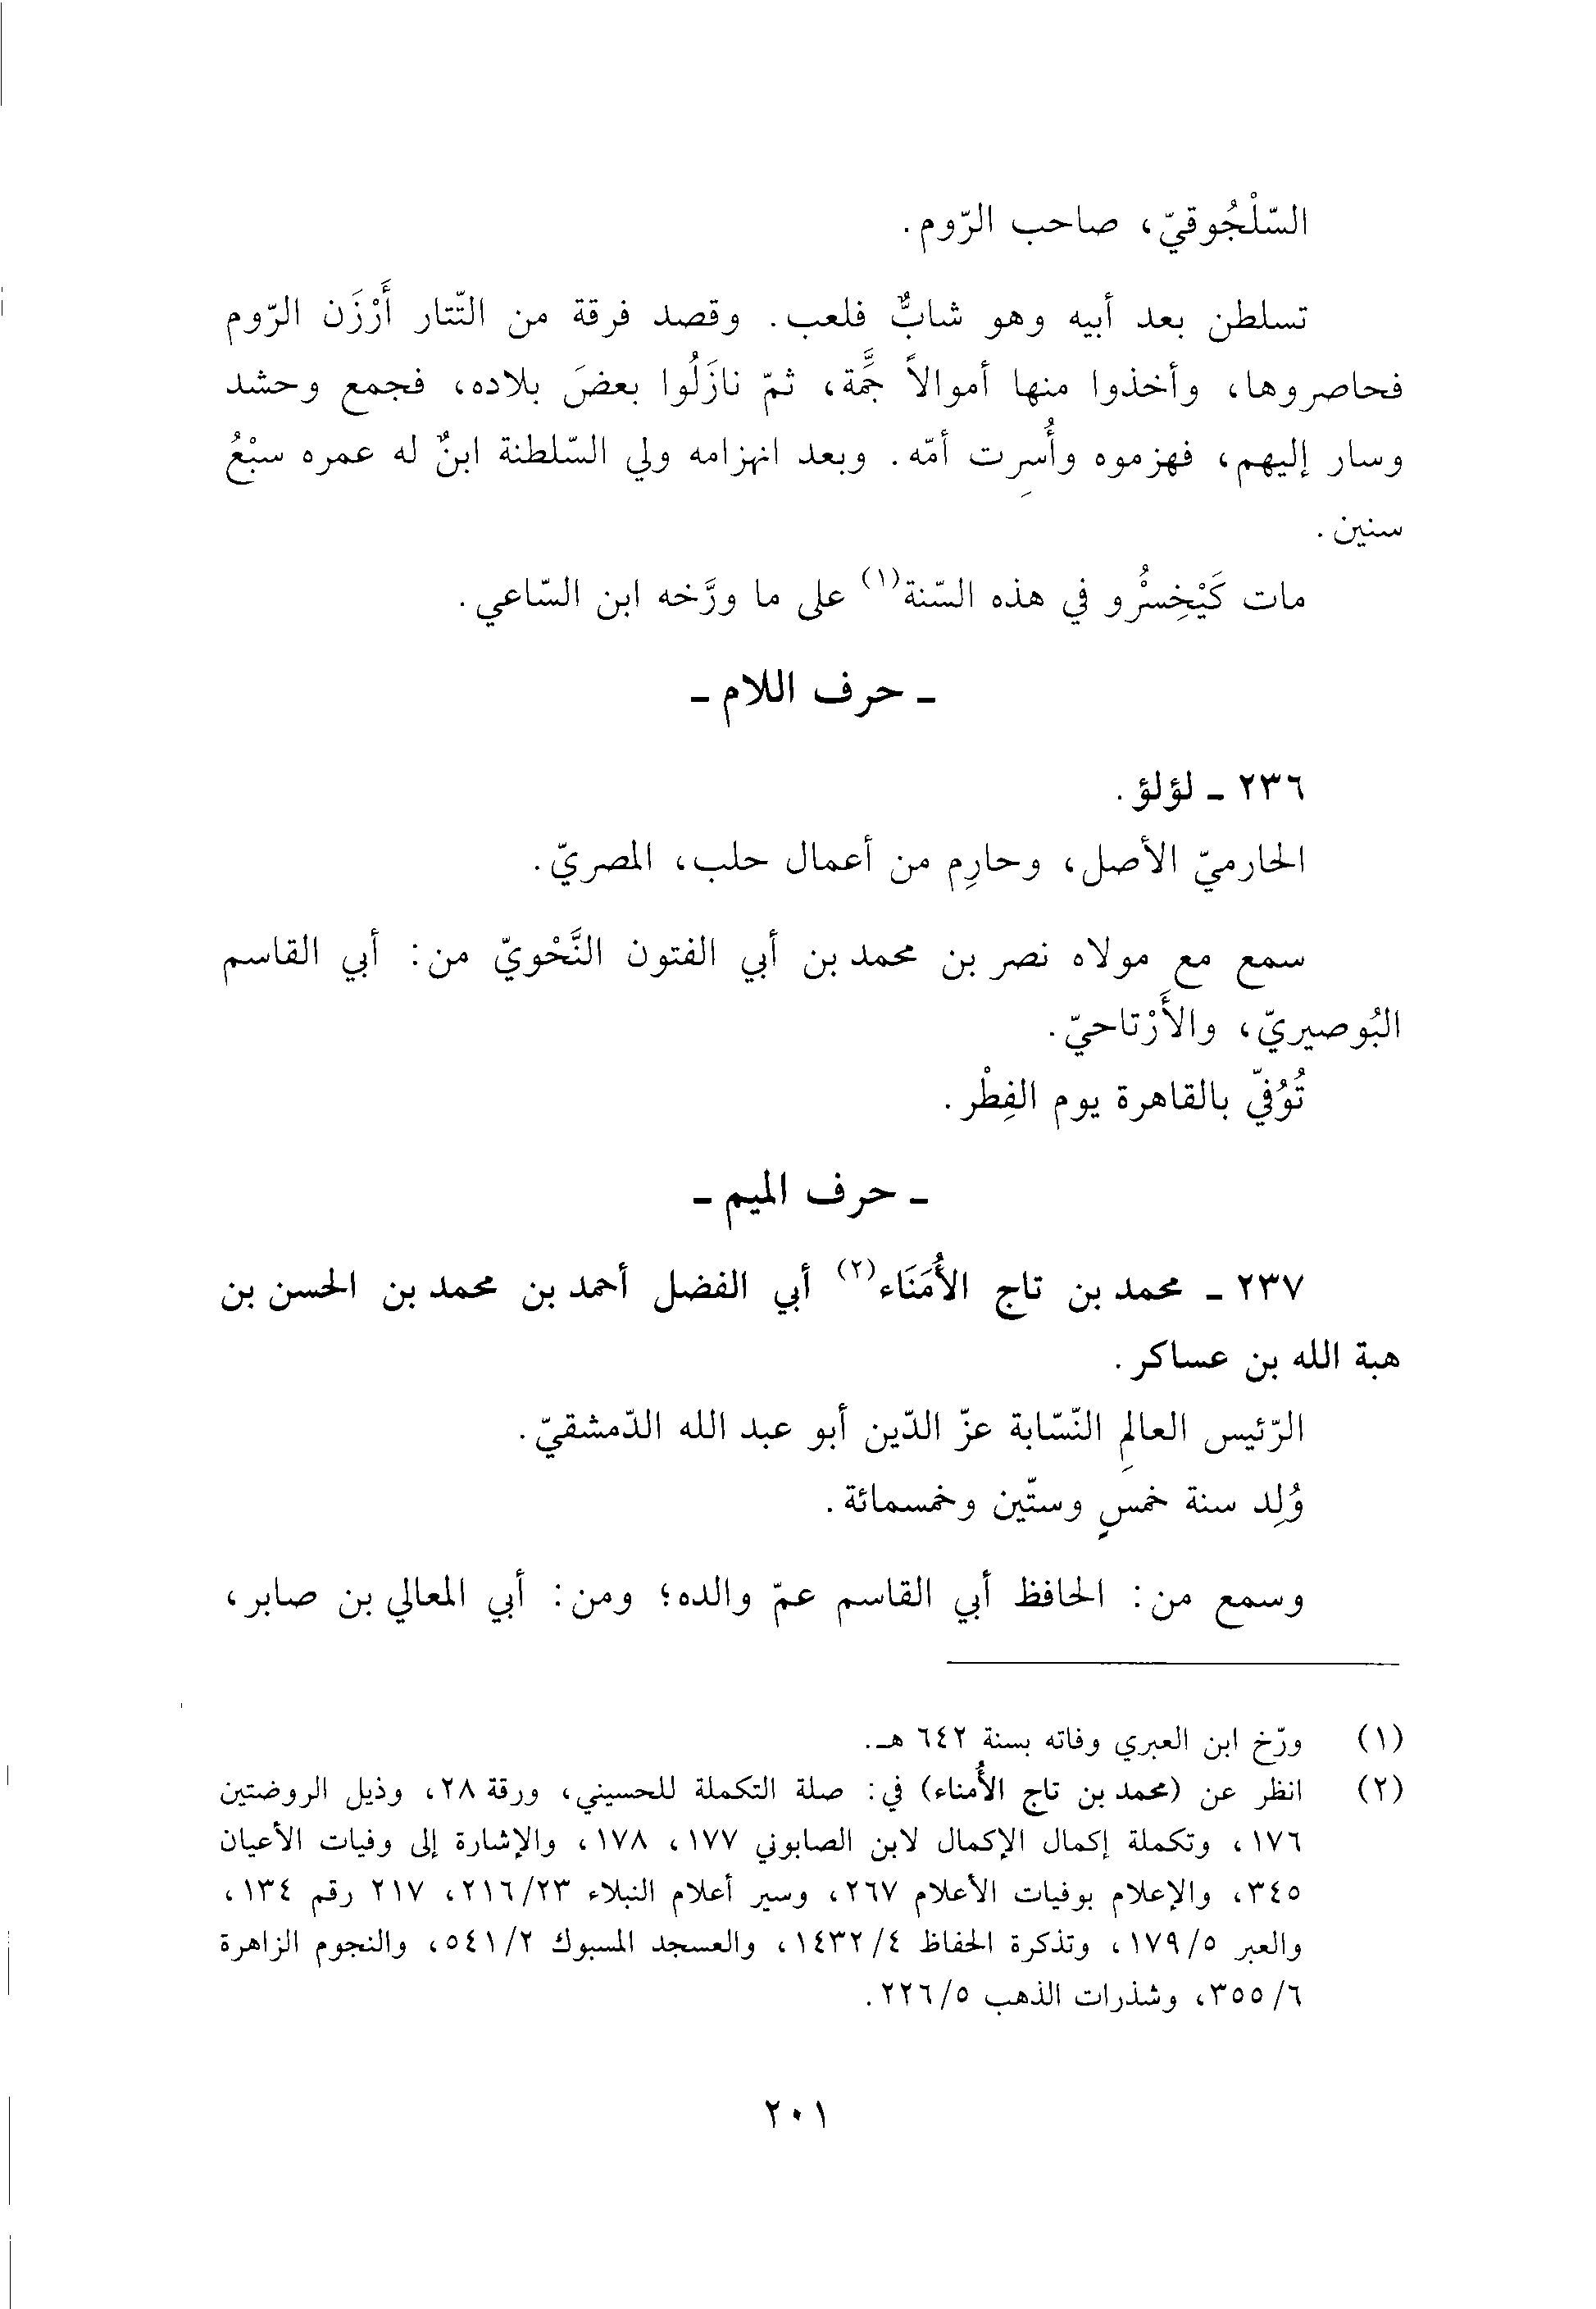 السّلْجُوقيّ، صاحب الرّوم.
تسلطن بعد أبيه وهو شابٌّ فلعب. وقصد فرقة من التّتار أَرْزَن الرّوم
فحاصروها، وأخذوا منها أموالاً جَّمَّة، ثمّ نازَلُوا بعضَ بلاده، فجمع وحشد
وسار إليهم، فهزموه وأُسِرت أمّه. وبعد انهزامه ولي السّلطنة ابنٌ له عمره سبْعُ
سنين.
مات كَيْخِسْرُو في هذه السّنة(١) على ما ورَّخه ابن السّاعي.
ـ حرف اللام ـ
٢٣٦ ـ لؤلؤ.
الحارميّ الأصل، وحارِم من أعمال حلب، المصريّ.
سمع مع مولاه نصر بن محمد بن أبي الفتون النَّحْويّ من: أبي القاسم
البُوصيريّ، والأَرْتاحيّ.
تُوُفّي بالقاهرة يوم الفِطْر.
ـ حرف الميم ـ
٢٣٧ ـ محمد بن تاج الأُمَنَاء(٢) أبي الفضل أحمد بن محمد بن الحسن بن
هبة الله بن عساكر.
الرّئيس العالِم النّسّابة عزّ الدّين أبو عبد الله الدّمشقيّ.
وُلِد سنة خمسٍ وستّين وخمسمائة.
وسمع من: الحافظ أبي القاسم عمّ والده؛ ومن: أبي المعالي بن صابر،
(١) ورّخ ابن العبري وفاته بسنة ٦٤٢ هـ.
(٢) انظر عن (محمد بن تاج الأُمناء) في: صلة التكملة للحسيني، ورقة ٢٨، وذيل الروضتين
١٧٦، وتكملة إكمال الإكمال لابن الصابوني ١٧٧، ١٧٨، والإشارة إلى وفيات الأعيان
٣٤٥، والإعلام بوفيات الأعلام ٢٦٧، وسير أعلام النبلاء ٢١٦/٢٣، ٢١٧ رقم ١٣٤،
والعبر ١٧٩/٥، وتذكرة الحفاظ ١٤٣٢/٤، والعسجد المسبوك ٥٤١/٢، والنجوم الزاهرة
٣٥٥/٦، وشذرات الذهب ٢٢٦/٥.
٢٠١